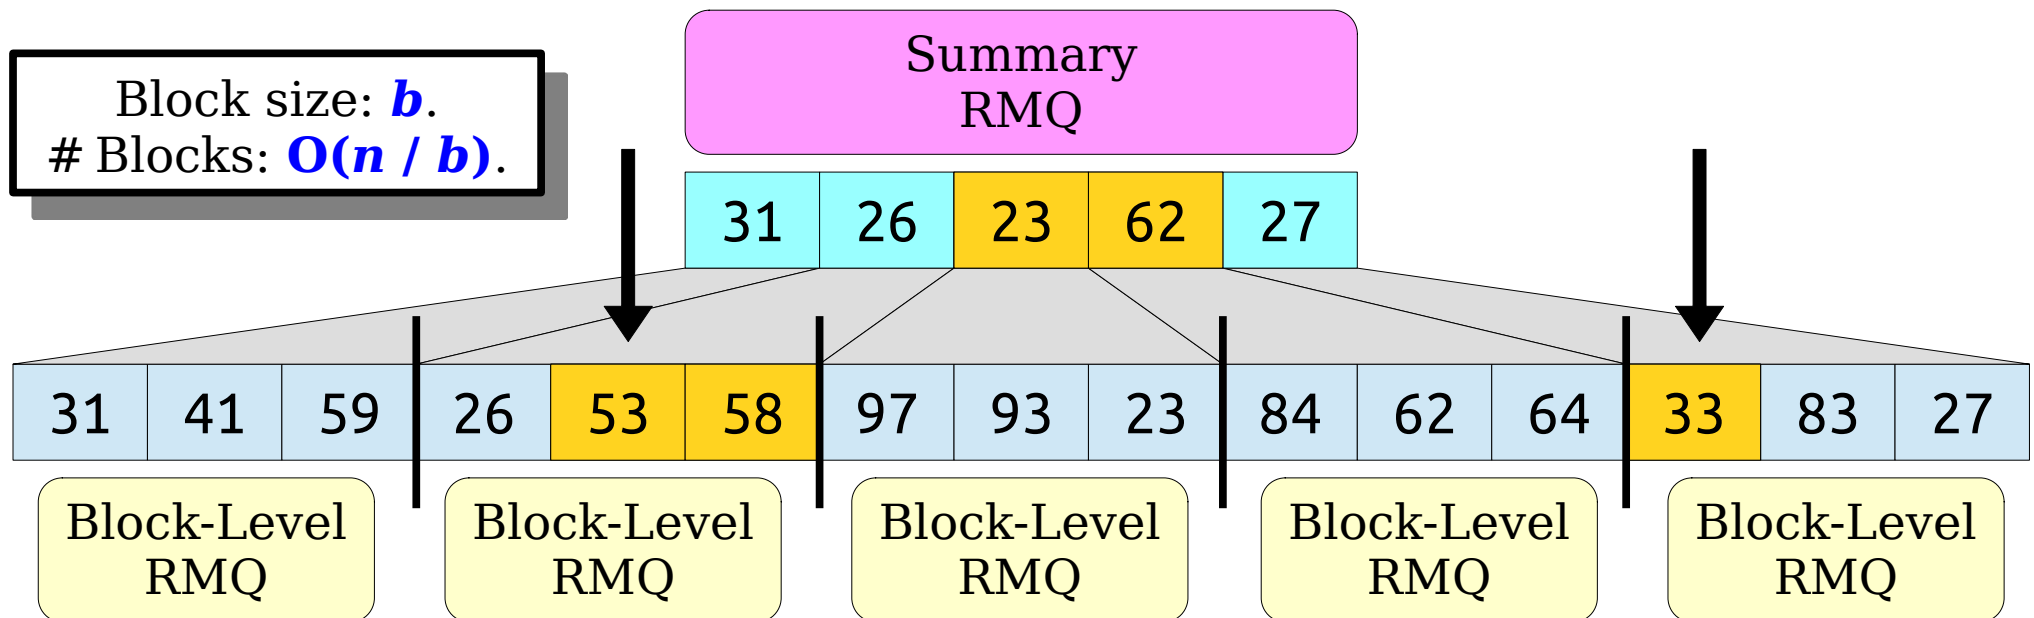 Summary
RMQ
Block size: b.
# Blocks: O(n / b).
31 26 23 62 27
31 41 59 26 53 58 97 93 23 84 62 64 33 83 27
Block-Level Block-Level Block-Level Block-Level Block-Level
RMQ RMQ RMQ RMQ RMQ